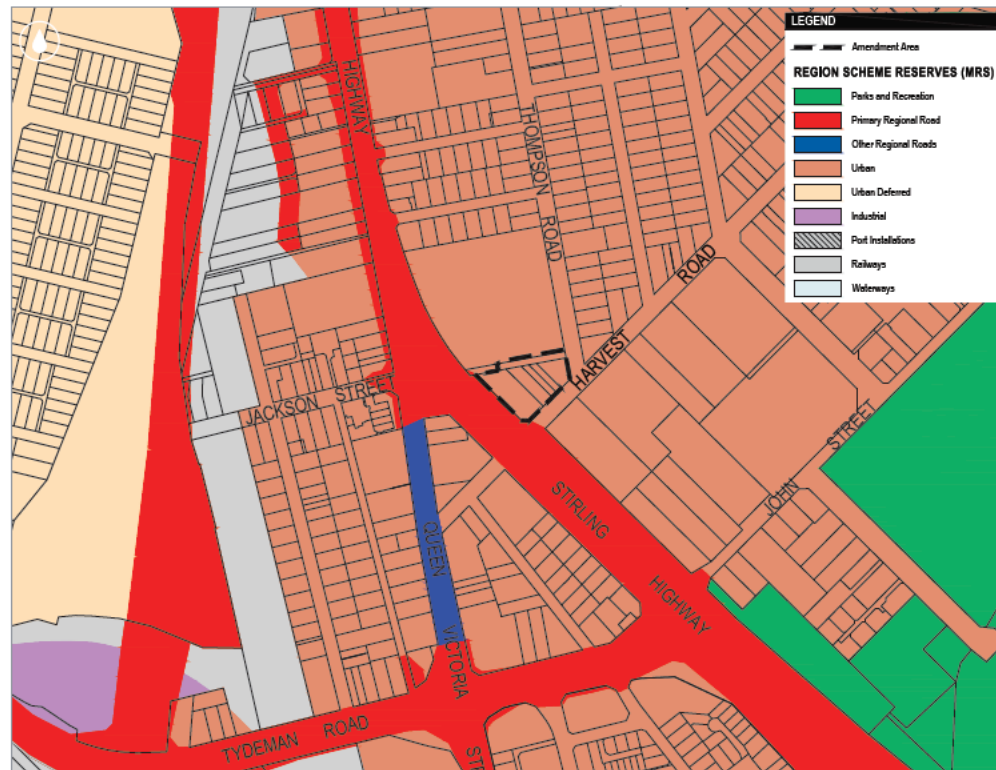 LEGEND
Amendment Area
REGION SCHEME RESERVES (MRS)
Parks and Recreation
Primary Regional Road
Other Regional Roads
Urban
Urban Deferred
Industrial
Port Installations
Railways
Waterways
HIGHWAY
THOMPSON ROAD
HARVEST ROAD
JACKSON STREET
JOHN STREET
STIRLING HIGHWAY
QUEEN VICTORIA STR
TYDEMAN ROAD